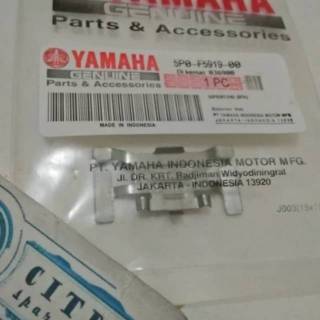 YAMAHA
GENUINE
Parts & Accessories
YAMAHA
GENUINE
Parts & Accessories
5P0-F5919-00
1 PC
MADE IN INDONESIA
PT. YAMAHA INDONESIA MOTOR MFG.
JL. DR. KRT. Radjiman Widyodiningrat
JAKARTA - INDONESIA 13920
CITE